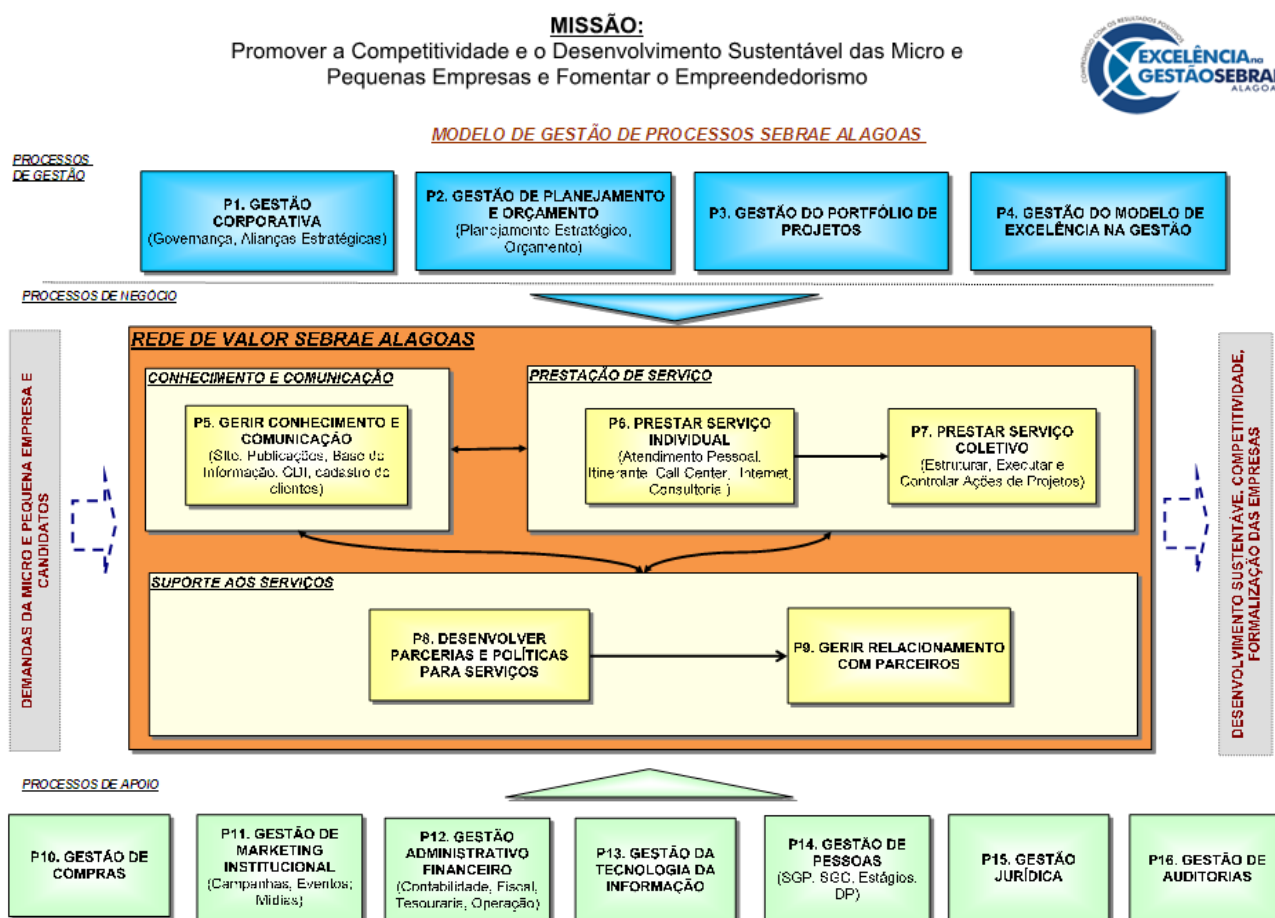 MISSÃO:
Promover a Competitividade e o Desenvolvimento Sustentável das Micro e
Pequenas Empresas e Fomentar o Empreendedorismo
COMPROMISSO COM OS RESULTADOS POSITIVOS
EXCELÊNCIA na
GESTÃO SEBRAE
ALAGOA
MODELO DE GESTÃO DE PROCESSOS SEBRAE ALAGOAS
PROCESSOS
DE GESTÃO
P1. GESTÃO
CORPORATIVA
(Governança, Alianças Estratégicas)
P2. GESTÃO DE PLANEJAMENTO
E ORÇAMENTO
(Planejamento Estratégico,
Orçamento)
P3. GESTÃO DO PORTFÓLIO DE
PROJETOS
P4. GESTÃO DO MODELO DE
EXCELÊNCIA NA GESTÃO
PROCESSOS DE NEGÓCIO
DEMANDAS DA MICRO E PEQUENA EMPRESA E
CANDIDATOS
REDE DE VALOR SEBRAE ALAGOAS
CONHECIMENTO E COMUNICAÇÃO
P5. GERIR CONHECIMENTO E
COMUNICAÇÃO
(Site, Publicações, Base de
Informação, CDI, cadastro de
clientes)
PRESTAÇÃO DE SERVIÇO
P6. PRESTAR SERVIÇO
INDIVIDUAL
(Atendimento Pessoal,
Itinerante, Call Center, Internet,
Consultoria )
P7. PRESTAR SERVIÇO
COLETIVO
(Estruturar, Executar e
Controlar Ações de Projetos)
SUPORTE AOS SERVIÇOS
P8. DESENVOLVER
PARCERIAS E POLÍTICAS
PARA SERVIÇOS
P9. GERIR RELACIONAMENTO
COM PARCEIROS
DESENVOLVIMENTO SUSTENTÁVE, COMPETITIVIDADE,
FORMALIZAÇÃO DAS EMPRESAS
PROCESSOS DE APOIO
P10. GESTÃO DE
COMPRAS
P11. GESTÃO DE
MARKETING
INSTITUCIONAL
(Campanhas, Eventos;
Mídias)
P12. GESTÃO
ADMINISTRATIVO
FINANCEIRO
(Contabilidade, Fiscal,
Tesouraris, Operação)
P13. GESTÃO DA
TECNOLOGIA DA
INFORMAÇÃO
P14. GESTÃO DE
PESSOAS
(SGP, SGC, Estágios,
DP)
P15. GESTÃO
JURÍDICA
P16. GESTÃO DE
AUDITORIAS